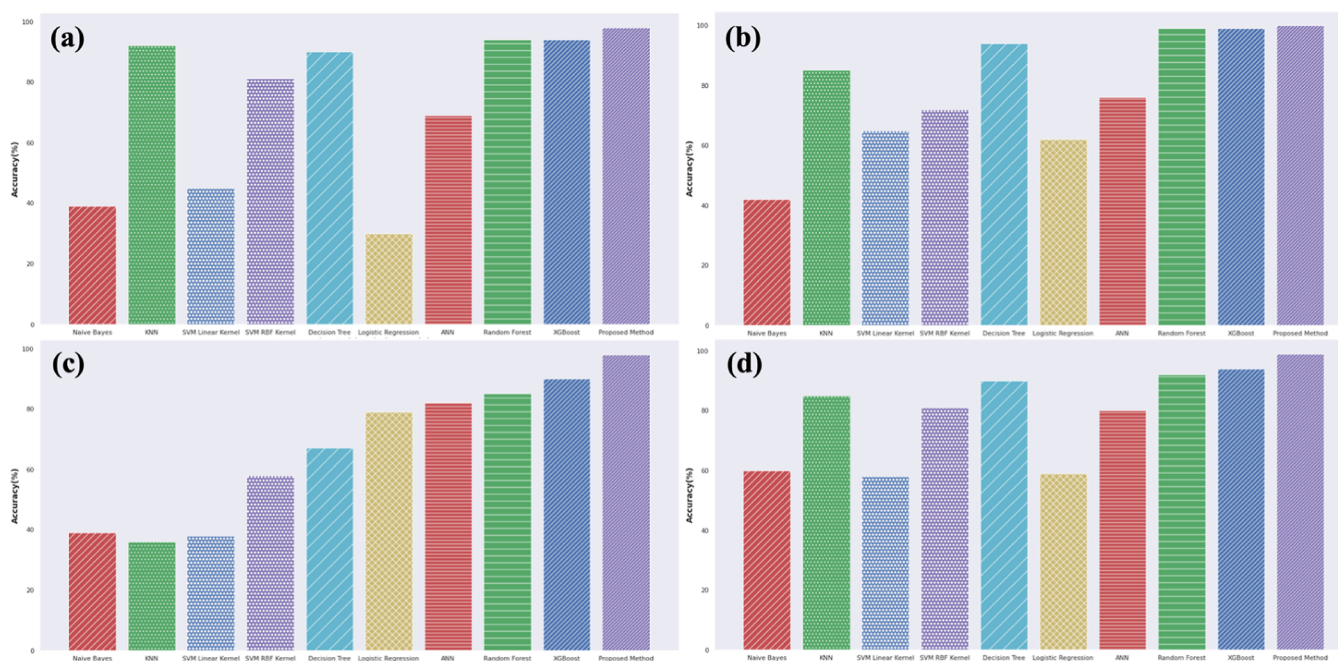 (a)
Accuracy(%)
100
80
60
40
20
0
Naive Bayes KNN SVM Linear Kernel SVM RBF Kernel Decision Tree Logistic Regression ANN Random Forest XGBoost Proposed Method
(b)
Accuracy(%)
100
80
60
40
20
0
Naive Bayes KNN SVM Linear Kernel SVM RBF Kernel Decision Tree Logistic Regression ANN Random Forest XGBoost Proposed Method
(c)
Accuracy(%)
100
80
60
40
20
0
Naive Bayes KNN SVM Linear Kernel SVM RBF Kernel Decision Tree Logistic Regression ANN Random Forest XGBoost Proposed Method
(d)
Accuracy(%)
100
80
60
40
20
0
Naive Bayes KNN SVM Linear Kernel SVM RBF Kernel Decision Tree Logistic Regression ANN Random Forest XGBoost Proposed Method